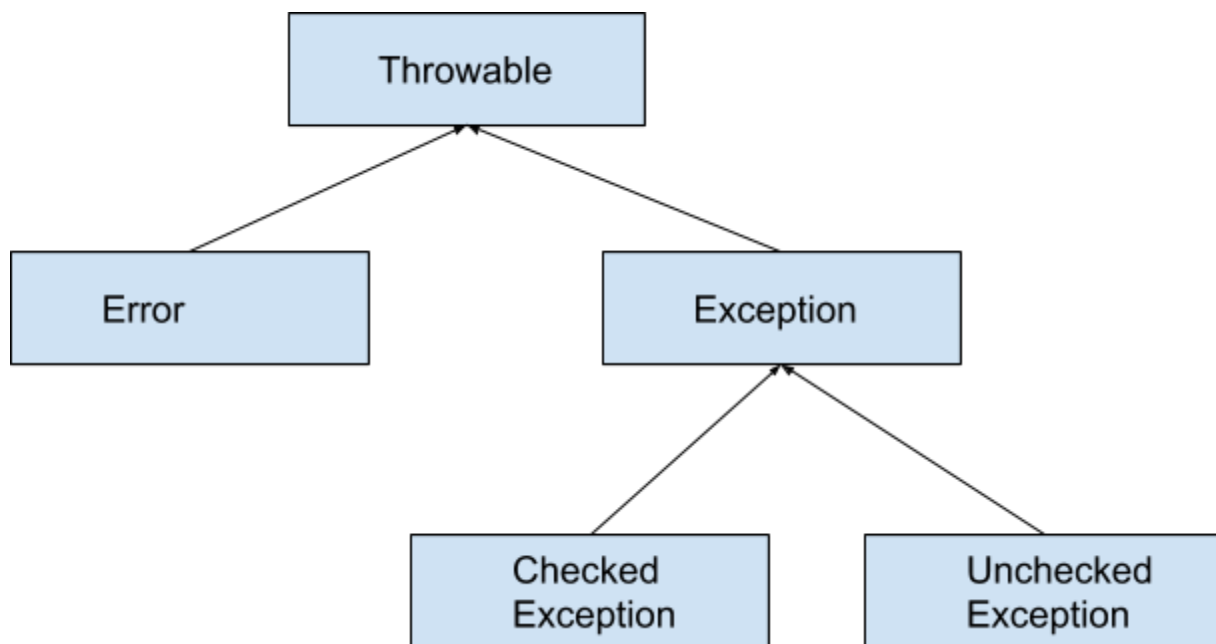 Throwable
Error
Exception
Checked
Exception
Unchecked
Exception